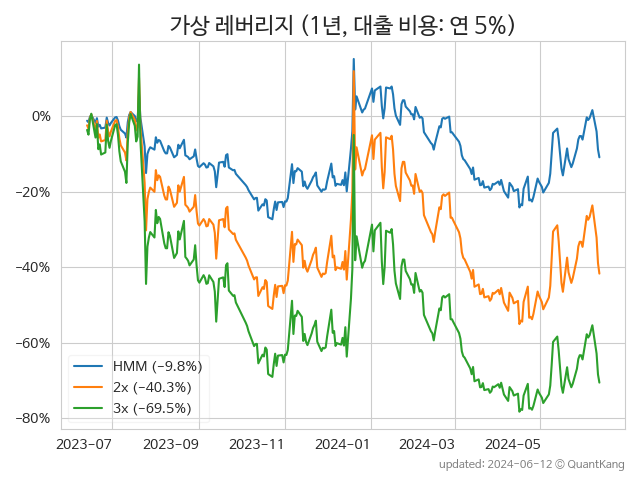 가상 레버리지 (1년, 대출 비용: 연 5%)
0%
−20%
−40%
−60%
−80%
HMM (−9.8%)
2x (−40.3%)
3x (−69.5%)
2023-07 2023-09 2023-11 2024-01 2024-03 2024-05
updated: 2024-06-12 © QuantKang